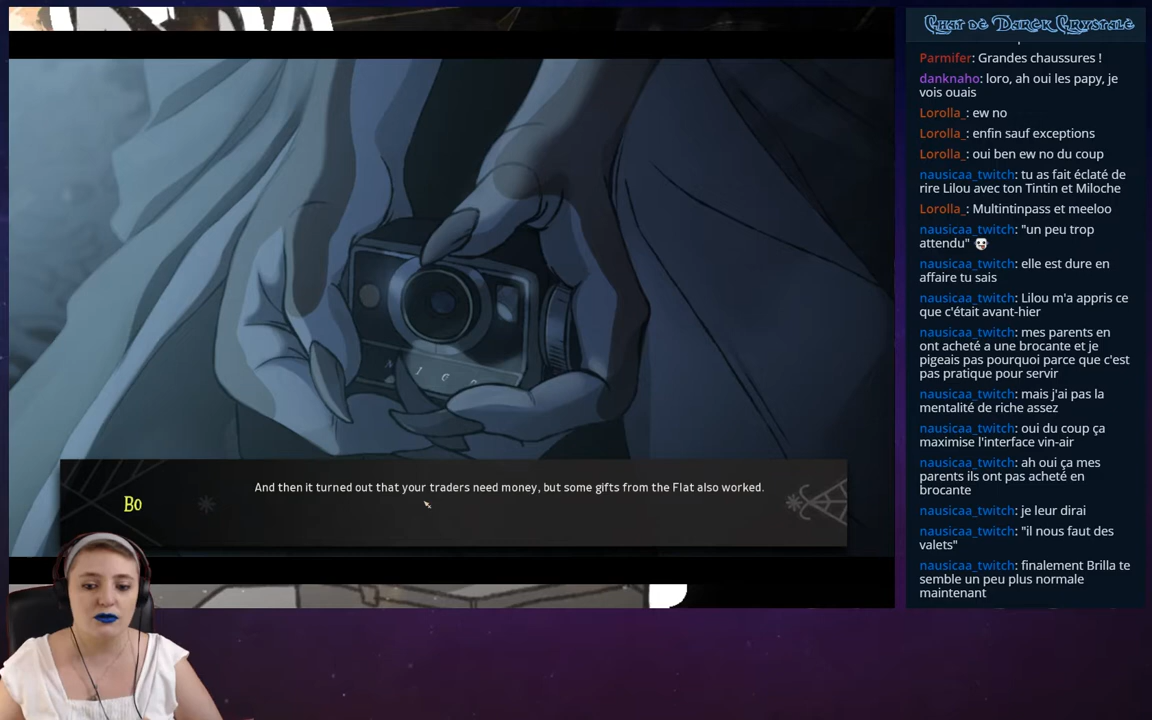 And then it turned out that your traders need money, but some gifts from the Flat also worked.
Bo
Chat de Darck Crystale
Parmifer: Grandes chaussures !
danknaho: loro, ah oui les papy, je
vois ouais
Lorolla_: ew no
Lorolla_: enfin sauf exceptions
Lorolla_: oui ben ew no du coup
nausicaa_twitch: tu as fait éclaté de
rire Lilou avec ton Tintin et Miloche
Lorolla_: Multintinpass et meeloo
nausicaa_twitch: "un peu trop
attendu"
nausicaa_twitch: elle est dure en
affaire tu sais
nausicaa_twitch: Lilou m'a appris ce
que c'était avant-hier
nausicaa_twitch: mes parents en
ont acheté a une brocante et je
pigeais pas pourquoi parce que c'est
pas pratique pour servir
nausicaa_twitch: mais j'ai pas la
mentalité de riche assez
nausicaa_twitch: oui du coup ça
maximise l'interface vin-air
nausicaa_twitch: ah oui ça mes
parents ils ont pas acheté en
brocante
nausicaa_twitch: je leur dirai
nausicaa_twitch: "il nous faut des
valets"
nausicaa_twitch: finalement Brilla te
semble un peu plus normale
maintenant